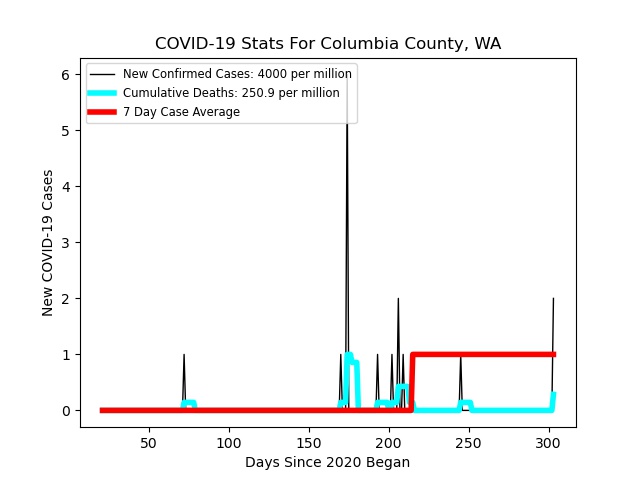 COVID-19 Stats For Columbia County, WA
New Confirmed Cases: 4000 per million
Cumulative Deaths: 250.9 per million
7 Day Case Average
New COVID-19 Cases
6
5
4
3
2
1
0
50 100 150 200 250 300
Days Since 2020 Began